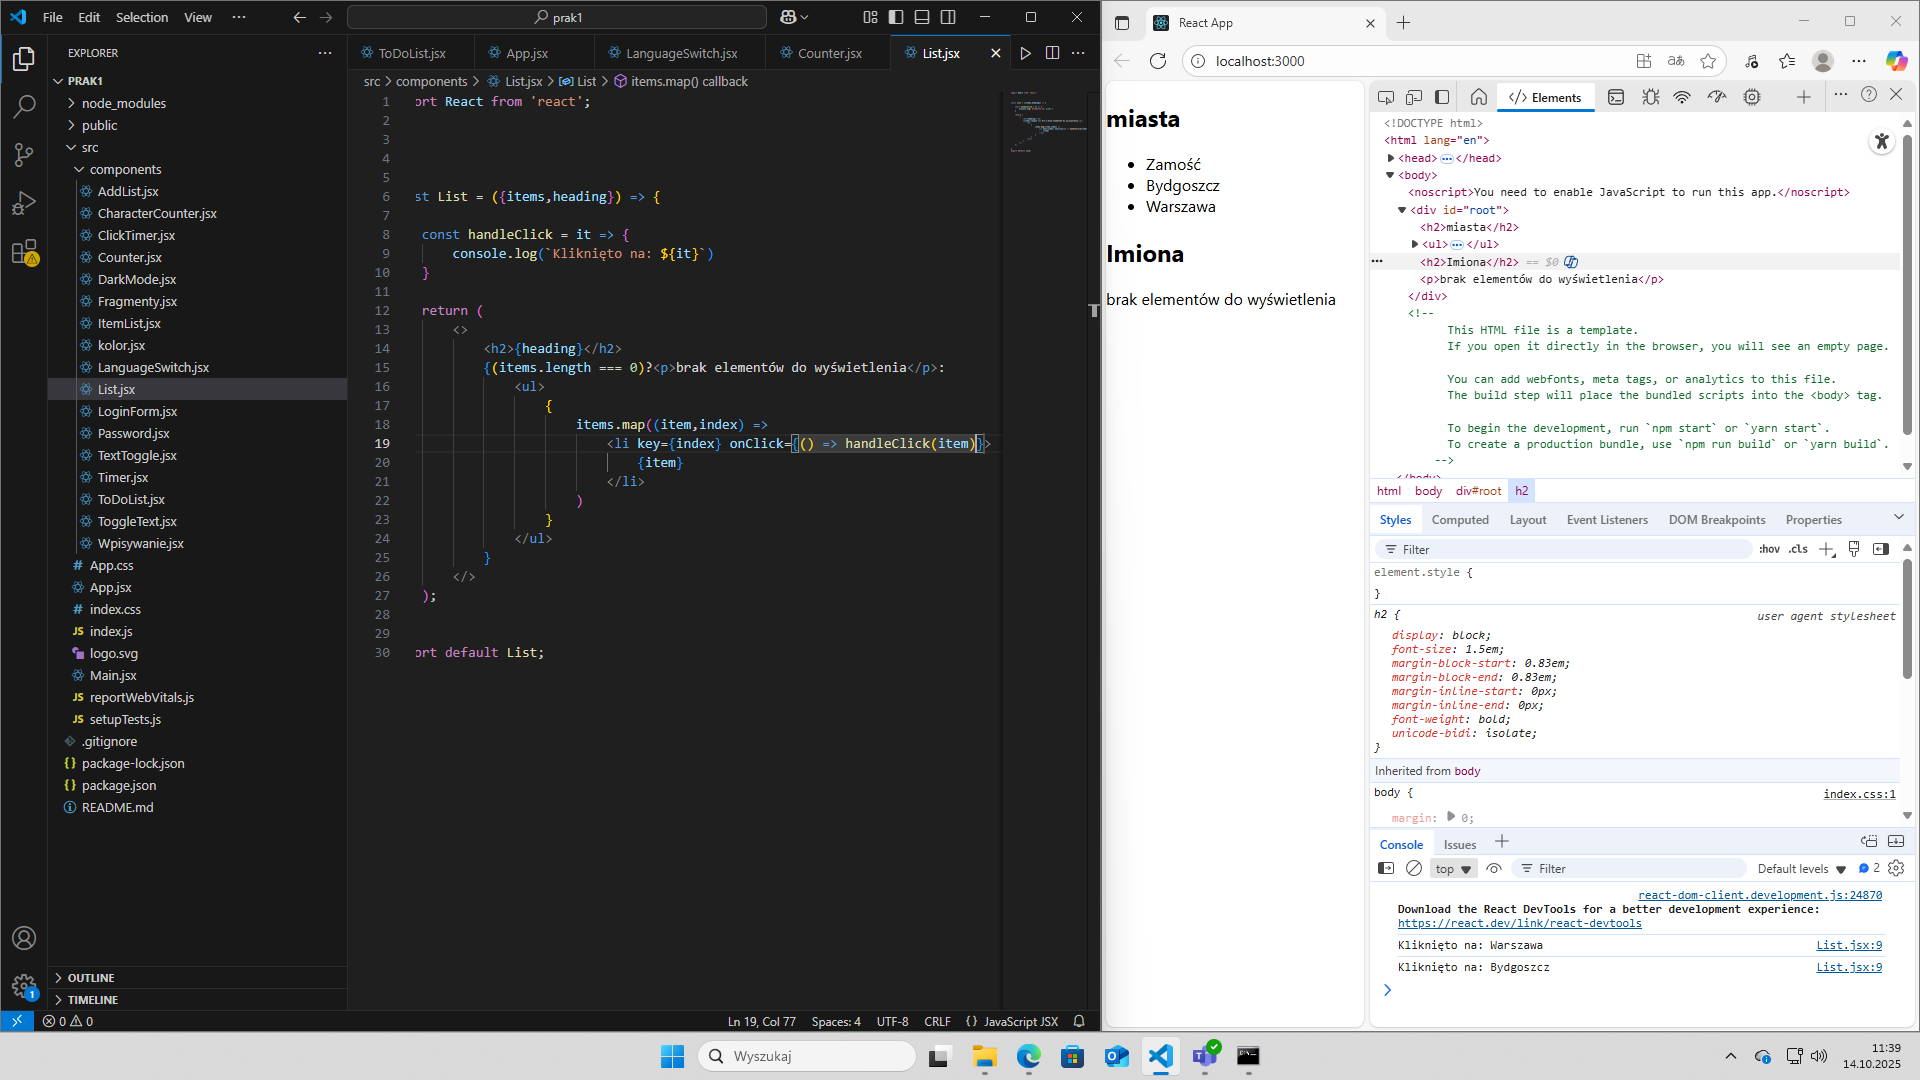 File Edit Selection View ··· prak1
EXPLORER
PRAK1
node_modules
public
src
components
AddList.jsx
CharacterCounter.jsx
ClickTimer.jsx
Counter.jsx
DarkMode.jsx
Fragmenty.jsx
ItemList.jsx
kolor.jsx
LanguageSwitch.jsx
List.jsx
LoginForm.jsx
Password.jsx
TextToggle.jsx
Timer.jsx
ToDoList.jsx
ToggleText.jsx
Wpisywanie.jsx
# App.css
App.jsx
# index.css
JS index.js
logo.svg
Main.jsx
JS reportWebVitals.js
JS setupTests.js
.gitignore
{} package-lock.json
{} package.json
README.md
OUTLINE
TIMELINE
ToDoList.jsx App.jsx LanguageSwitch.jsx Counter.jsx List.jsx
src > components > List.jsx > List > items.map() callback
1 ort React from 'react';
2
3
4
5
6 st List = ({items,heading}) => {
7
8 const handleClick = it => {
9 console.log(`Kliknięto na: ${it}`)
10 }
11
12 return (
13 <>
14 <h2>{heading}</h2>
15 {(items.length === 0)?<p>brak elementów do wyświetlenia</p>:
16 <ul>
17 {
18 items.map((item,index) =>
19 <li key={index} onClick={() => handleClick(item)}>
20 {item}
21 </li>
22 )
23 }
24 </ul>
25 }
26 </>
27 );
28
29
30 ort default List;
0 0 Ln 19, Col 77 Spaces: 4 UTF-8 CRLF {} JavaScript JSX
1
React App
localhost:3000
miasta
• Zamość
• Bydgoszcz
• Warszawa
Imiona
brak elementów do wyświetlenia
</> Elements
<!DOCTYPE html>
<html lang="en">
<head> ··· </head>
<body>
<noscript>You need to enable JavaScript to run this app.</noscript>
<div id="root">
<h2>miasta</h2>
<ul> ··· </ul>
··· <h2>Imiona</h2> == $0
<p>brak elementów do wyświetlenia</p>
</div>
<!--
This HTML file is a template.
If you open it directly in the browser, you will see an empty page.
You can add webfonts, meta tags, or analytics to this file.
The build step will place the bundled scripts into the <body> tag.
To begin the development, run `npm start` or `yarn start`.
To create a production bundle, use `npm run build` or `yarn build`.
-->
</body>
html body div#root h2
Styles Computed Layout Event Listeners DOM Breakpoints Properties
Filter :hov .cls
element.style {
}
h2 { user agent stylesheet
display: block;
font-size: 1.5em;
margin-block-start: 0.83em;
margin-block-end: 0.83em;
margin-inline-start: 0px;
margin-inline-end: 0px;
font-weight: bold;
unicode-bidi: isolate;
}
Inherited from body
body { index.css:1
margin: 0;
Console Issues
top Filter Default levels 2
react-dom-client.development.js:24870
Download the React DevTools for a better development experience:
https://react.dev/link/react-devtools
Kliknięto na: Warszawa List.jsx:9
Kliknięto na: Bydgoszcz List.jsx:9
Wyszukaj
11:39
14.10.2025